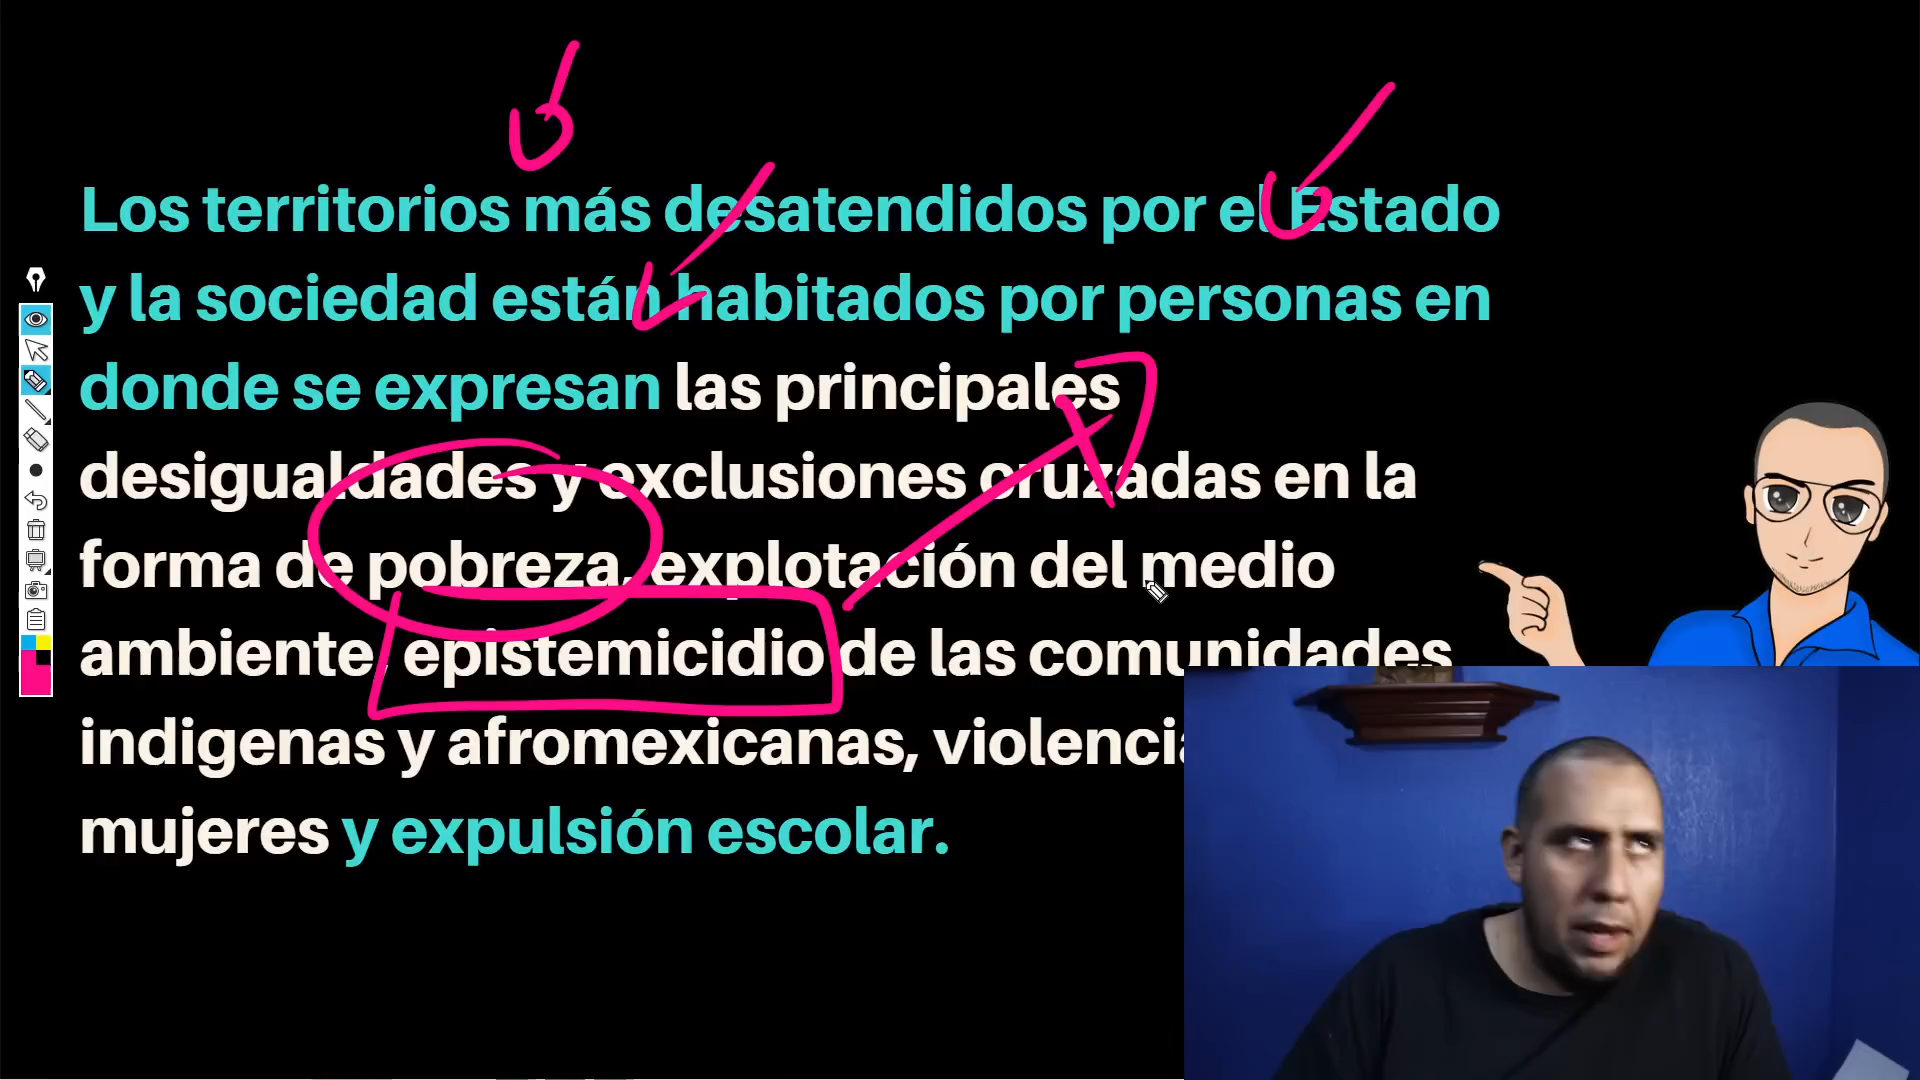 Los territorios más desatendidos por el Estado
y la sociedad están habitados por personas en
donde se expresan las principales
desigualdades y exclusiones cruzadas en la
forma de pobreza, explotación del medio
ambiente, epistemicidio de las comunidades
indigenas y afromexicanas, violencia
mujeres y expulsión escolar.